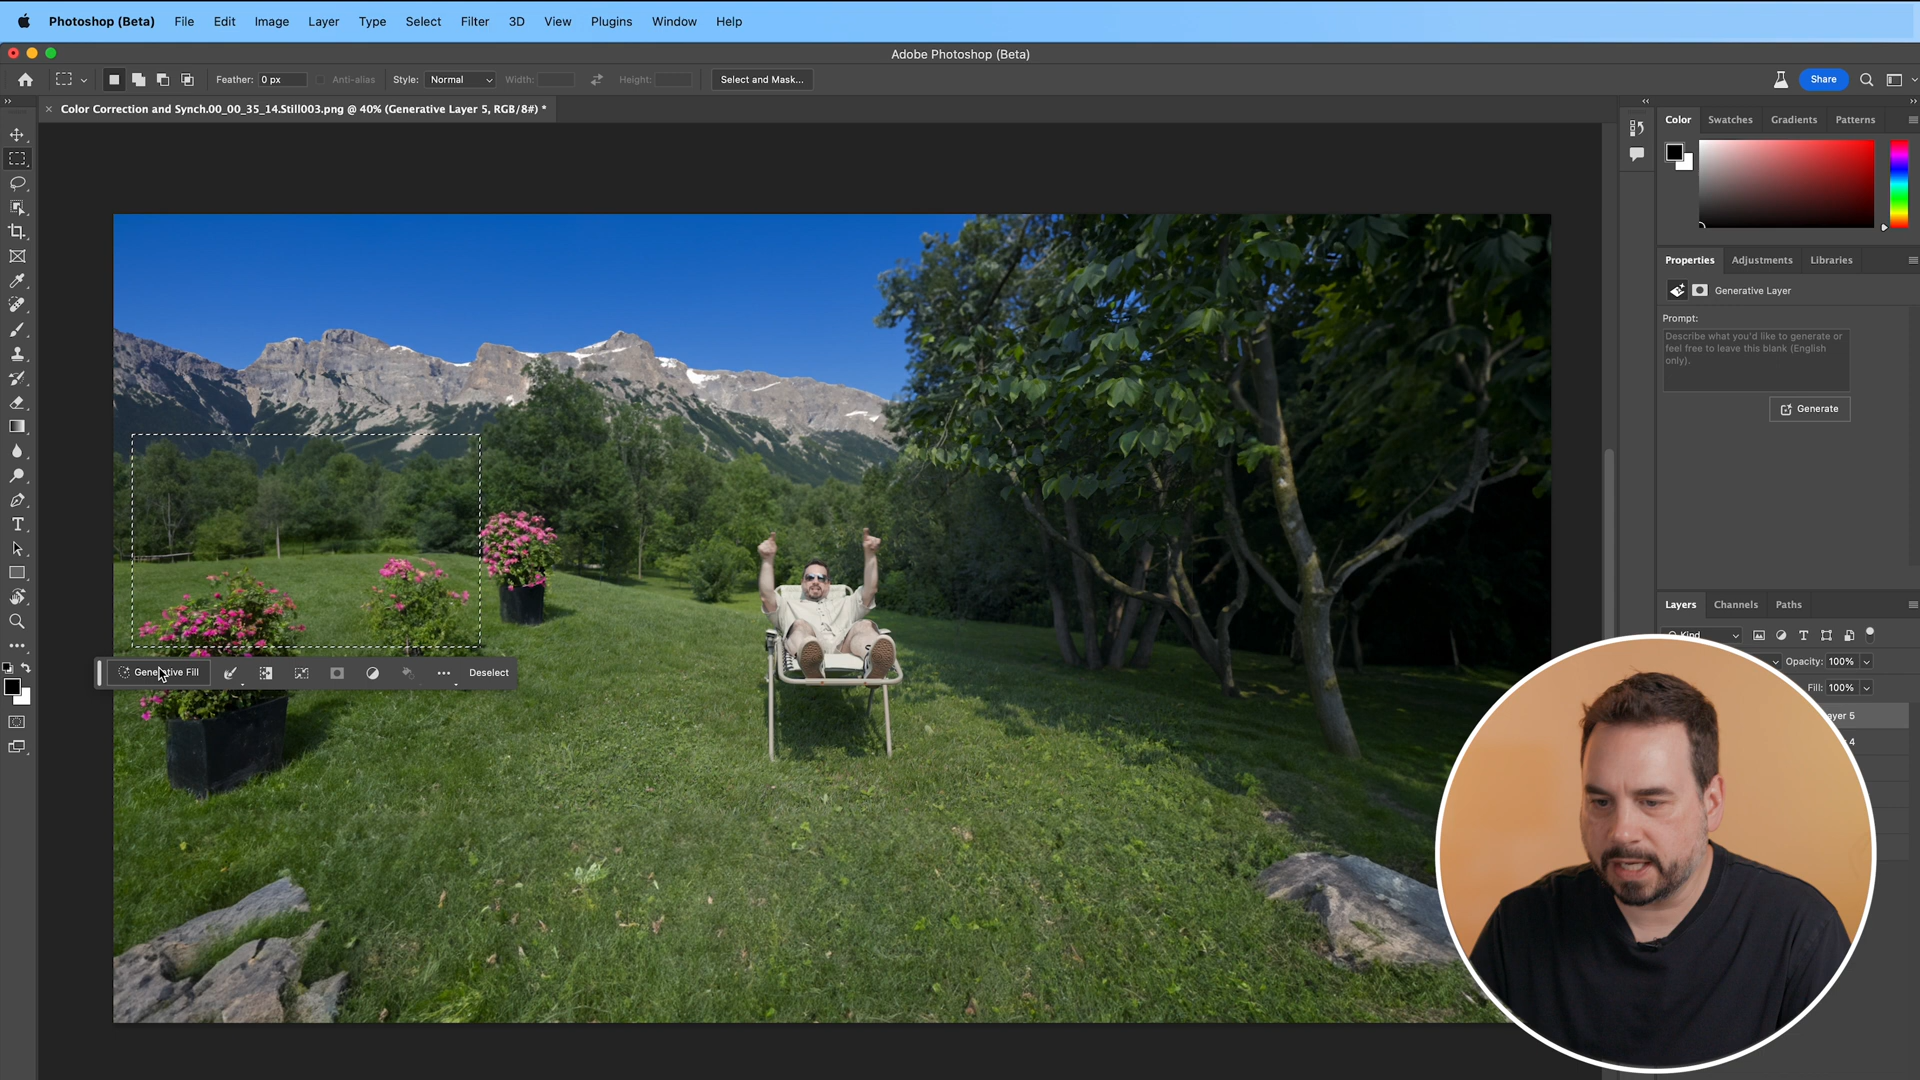 Photoshop (Beta) File Edit Image Layer Type Select Filter 3D View Plugins Window Help
Adobe Photoshop (Beta)
Feather: 0 px Anti-alias Style: Normal Width: Height: Select and Mask... Share
Color Correction and Synch.00_00_35_14.Still003.png @ 40% (Generative Layer 5, RGB/8#) *
Color Swatches Gradients Patterns
Properties Adjustments Libraries
Generative Layer
Prompt:
Describe what you'd like to generate or
feel free to leave this blank (English
only).
Generate
Layers Channels Paths
Kind
Opacity: 100%
Fill: 100%
Generative Fill Deselect
5
4